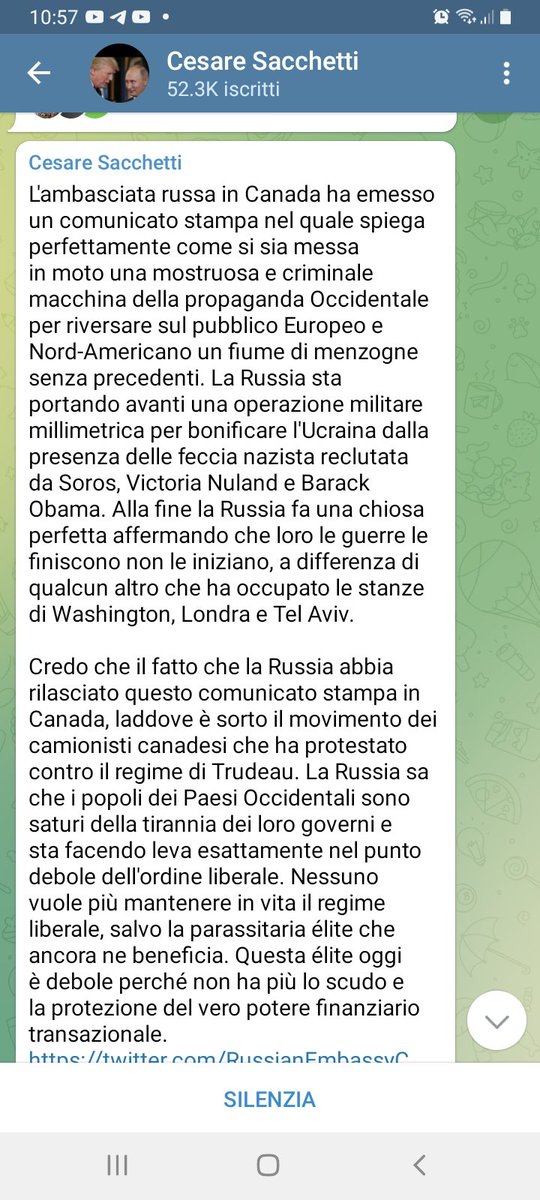 10:57
Cesare Sacchetti
52.3K iscritti
Cesare Sacchetti
L'ambasciata russa in Canada ha emesso
un comunicato stampa nel quale spiega
perfettamente come si sia messa
in moto una mostruosa e criminale
macchina della propaganda Occidentale
per riversare sul pubblico Europeo e
Nord-Americano un fiume di menzogne
senza precedenti. La Russia sta
portando avanti una operazione militare
millimetrica per bonificare l'Ucraina dalla
presenza delle feccia nazista reclutata
da Soros, Victoria Nuland e Barack
Obama. Alla fine la Russia fa una chiosa
perfetta affermando che loro le guerre le
finiscono non le iniziano, a differenza di
qualcun altro che ha occupato le stanze
di Washington, Londra e Tel Aviv.
Credo che il fatto che la Russia abbia
rilasciato questo comunicato stampa in
Canada, laddove è sorto il movimento dei
camionisti canadesi che ha protestato
contro il regime di Trudeau. La Russia sa
che i popoli dei Paesi Occidentali sono
saturi della tirannia dei loro governi e
sta facendo leva esattamente nel punto
debole dell'ordine liberale. Nessuno
vuole più mantenere in vita il regime
liberale, salvo la parassitaria élite che
ancora ne beneficia. Questa élite oggi
è debole perché non ha più lo scudo e
la protezione del vero potere finanziario
transazionale.
https://twitter.com/RussianEmbassyC
SILENZIA